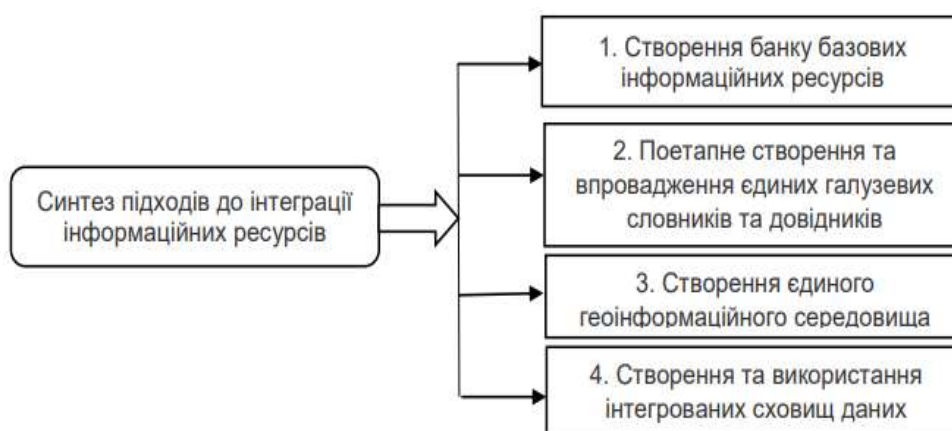 Синтез підходів до інтеграції
інформаційних ресурсів
1. Створення банку базових
інформаційних ресурсів
2. Поетапне створення та
впровадження єдиних галузевих
словників та довідників
3. Створення єдиного
геоінформаційного середовища
4. Створення та використання
інтегрованих сховищ даних